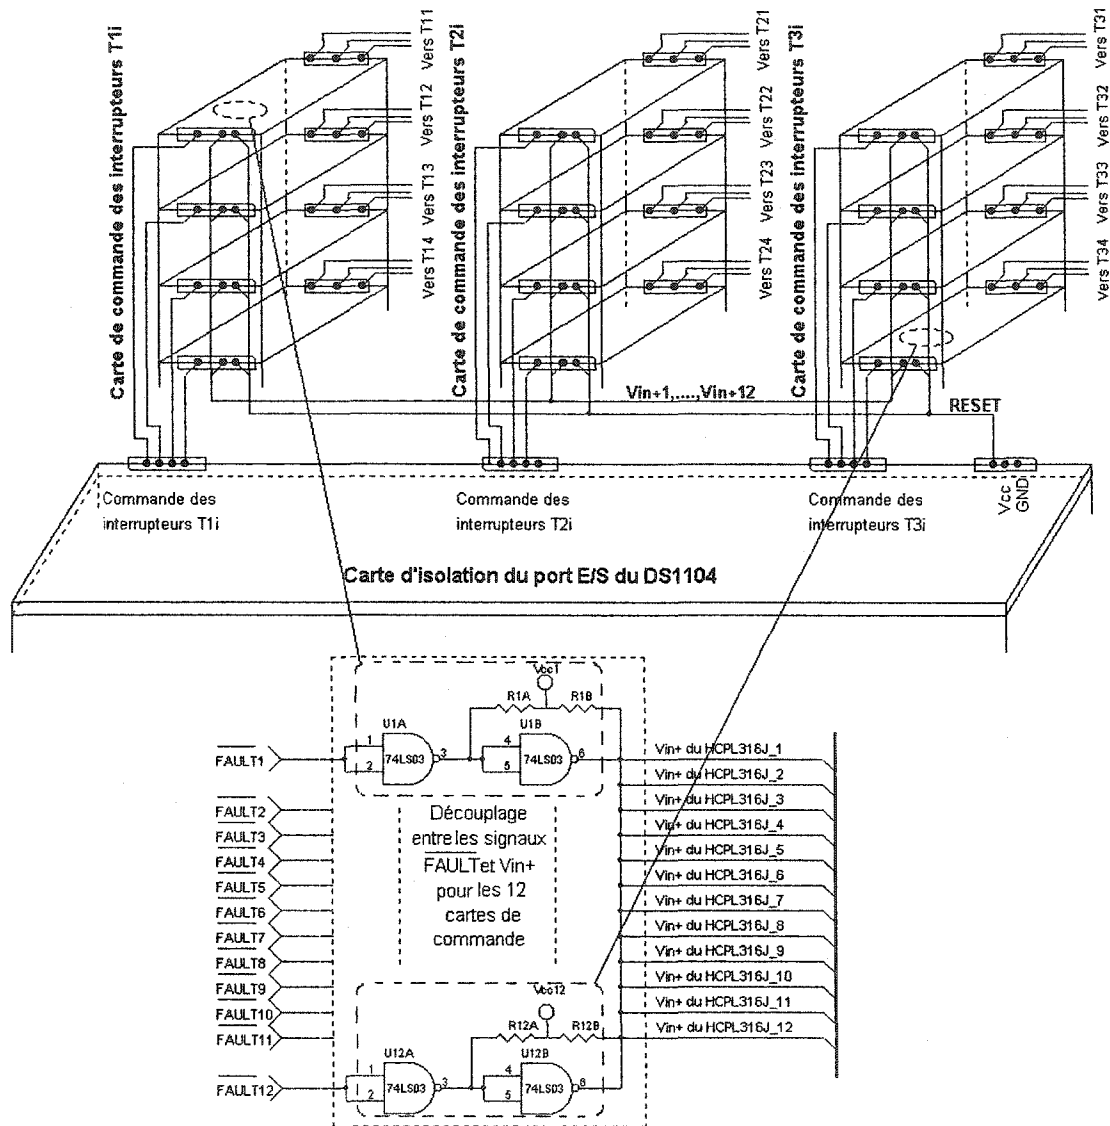 Carte de commande des interrupteurs T1i
Vers T11
Vers T12
Vers T13
Vers T14
Carte de commande des interrupteurs T2i
Vers T21
Vers T22
Vers T23
Vers T24
Carte de commande des interrupteurs T3i
Vers T31
Vers T32
Vers T33
Vers T34
Vin+1,....,Vin+12
RESET
Commande des
interrupteurs T1i
Commande des
interrupteurs T2i
Commande des
interrupteurs T3i
Vcc
GND
Carte d'isolation du port E/S du DS1104
Vcc1
R1A
R1B
U1A
U1B
1
2
74LS03
3
4
5
74LS03
6
FAULT1
FAULT2
FAULT3
FAULT4
FAULT5
FAULT6
FAULT7
FAULT8
FAULT9
FAULT10
FAULT11
FAULT12
Découplage
entre les signaux
FAULT et Vin+
pour les 12
cartes de
commande
Vin+ du HCPL316J_1
Vin+ du HCPL316J_2
Vin+ du HCPL316J_3
Vin+ du HCPL316J_4
Vin+ du HCPL316J_5
Vin+ du HCPL316J_6
Vin+ du HCPL316J_7
Vin+ du HCPL316J_8
Vin+ du HCPL316J_9
Vin+ du HCPL316J_10
Vin+ du HCPL316J_11
Vin+ du HCPL316J_12
Vcc12
R12A
R12B
U12A
U12B
1
2
74LS03
3
4
5
74LS03